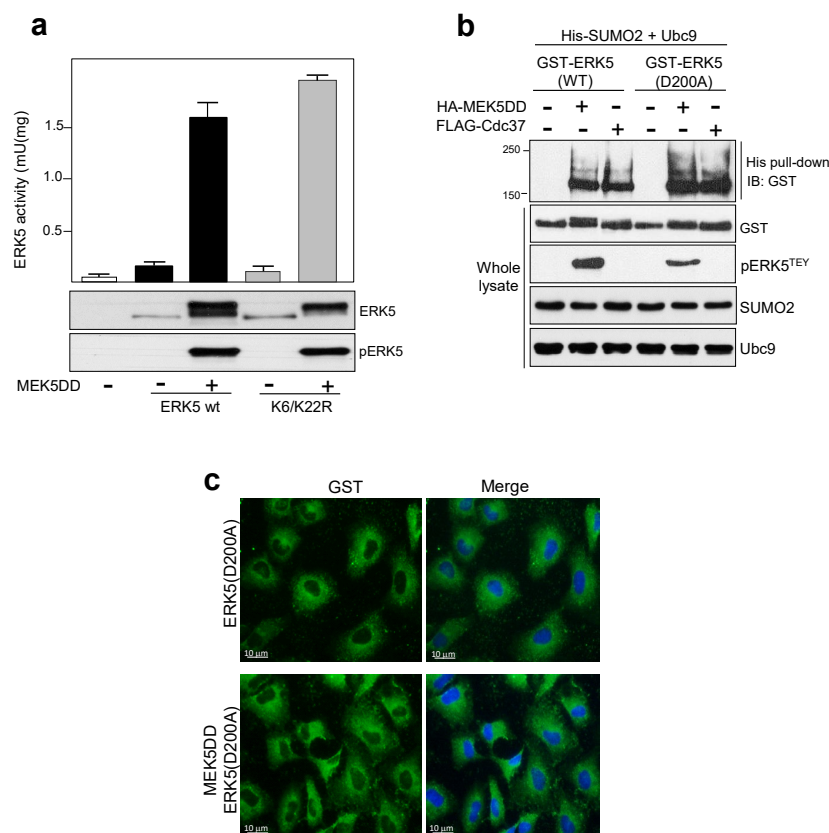 a
ERK5 activity (mU(mg)
1.5
1.0
0.5
ERK5
pERK5
MEK5DD - - + - +
ERK5 wt K6/K22R
b
His-SUMO2 + Ubc9
GST-ERK5 GST-ERK5
(WT) (D200A)
HA-MEK5DD - + - - + -
FLAG-Cdc37 - - + - - +
250
150
His pull-down
IB: GST
GST
pERK5TEY
Whole
lysate
SUMO2
Ubc9
c
GST Merge
ERK5(D200A)
10 µm 10 µm
MEK5DD
ERK5(D200A)
10 µm 10 µm